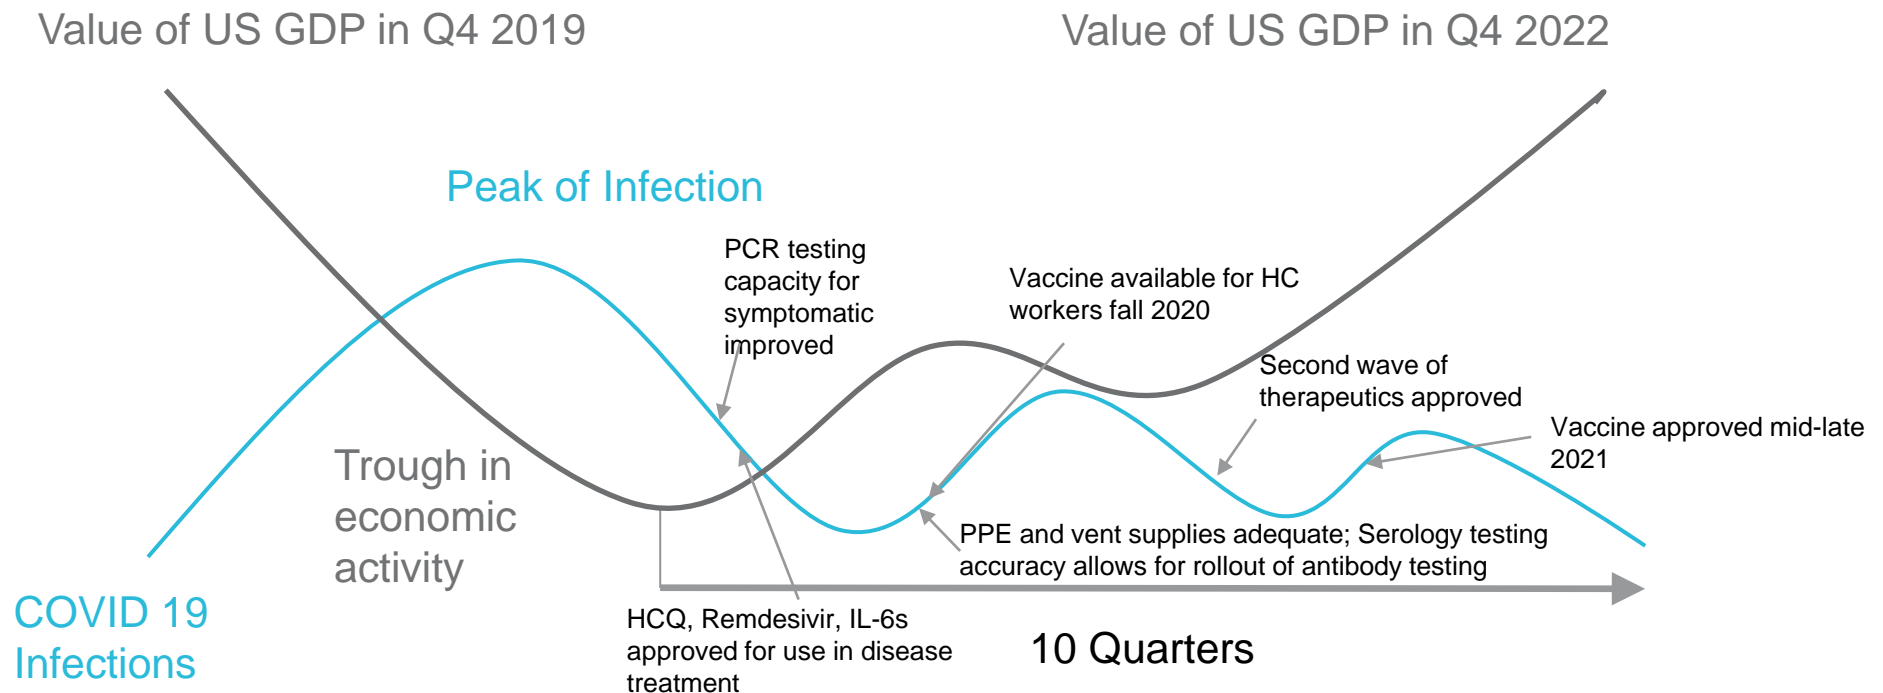 Value of US GDP in Q4 2019
Value of US GDP in Q4 2022
Peak of Infection
PCR testing
capacity for
symptomatic
improved
Vaccine available for HC
workers fall 2020
Second wave of
therapeutics approved
Vaccine approved mid-late
2021
Trough in
economic
activity
PPE and vent supplies adequate; Serology testing
accuracy allows for rollout of antibody testing
COVID 19
Infections
HCQ, Remdesivir, IL-6s
approved for use in disease
treatment
10 Quarters